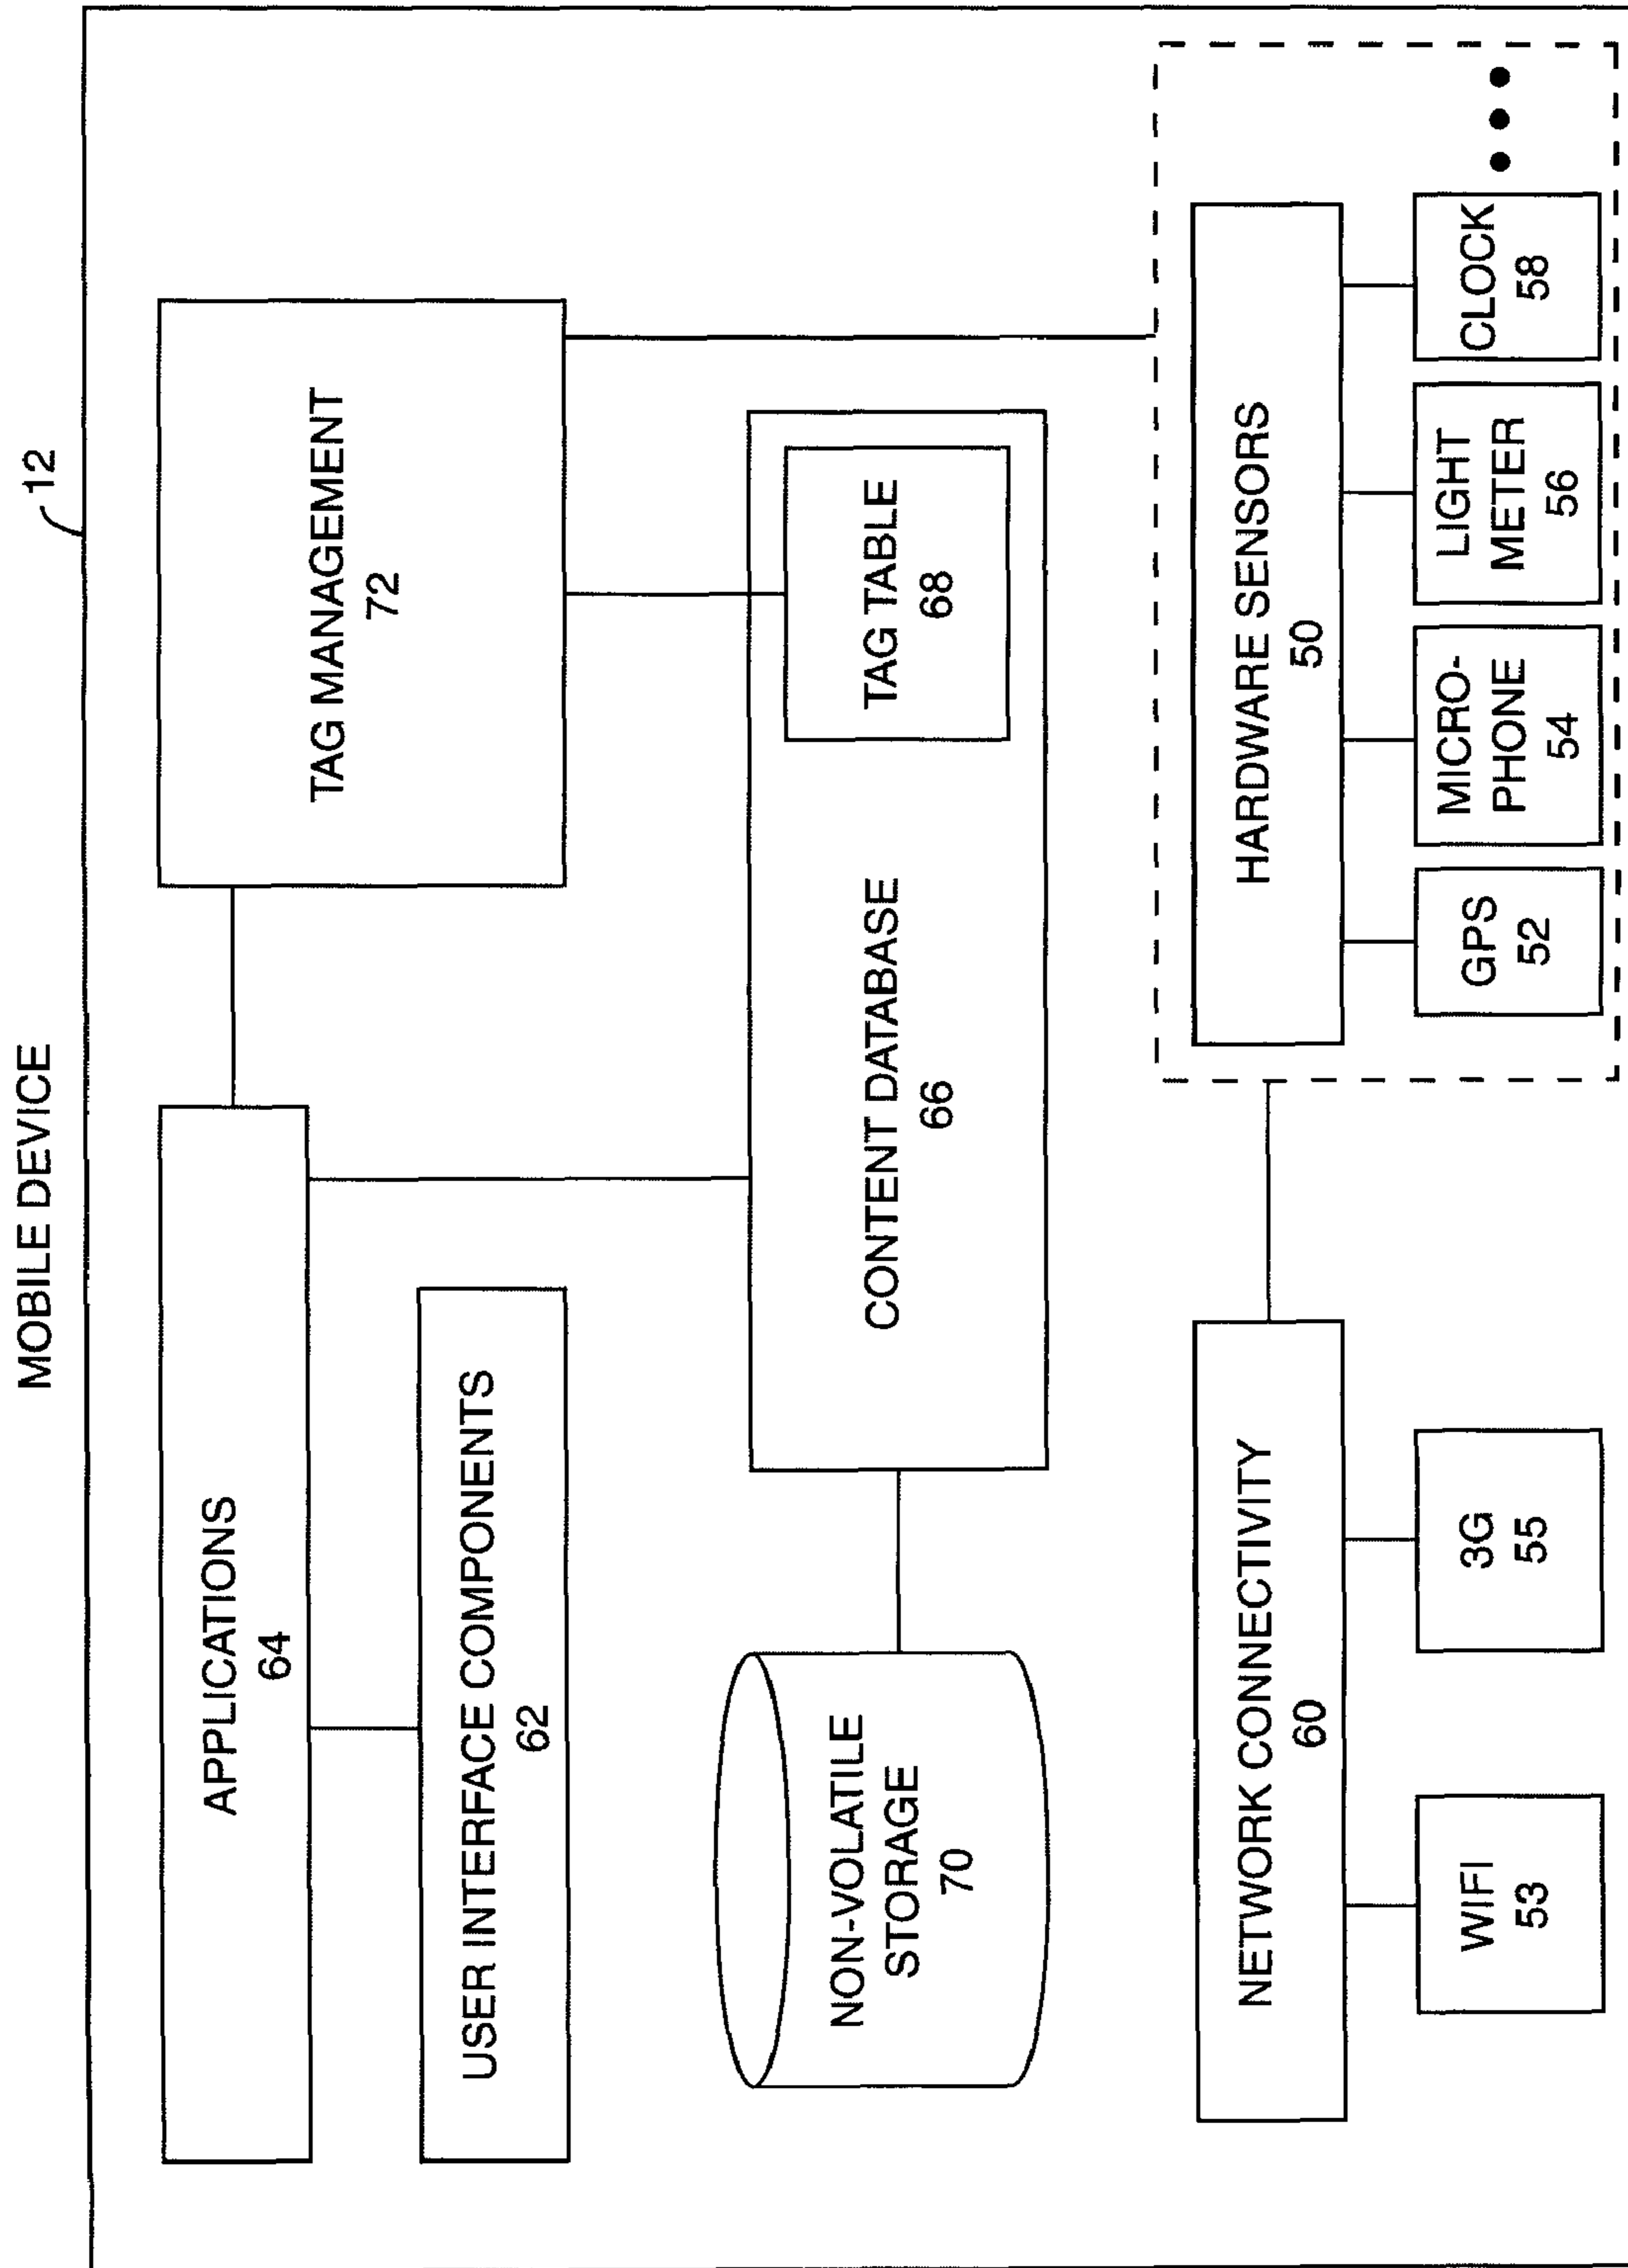 MOBILE DEVICE
12
APPLICATIONS
64
TAG MANAGEMENT
72
USER INTERFACE COMPONENTS
62
NON-VOLATILE
STORAGE
70
CONTENT DATABASE
66
TAG TABLE
68
NETWORK CONNECTIVITY
60
WIFI
53
3G
55
HARDWARE SENSORS
50
GPS
52
MICRO-
PHONE
54
LIGHT
METER
56
CLOCK
58